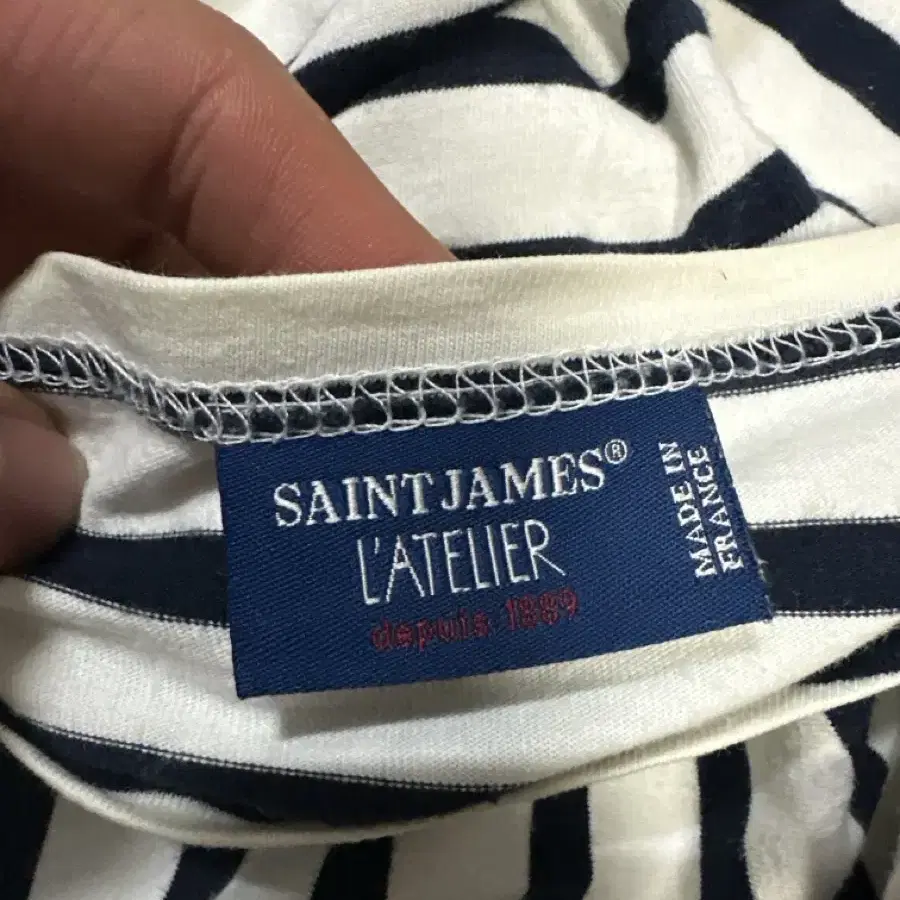 SAINT JAMES®
L'ATELIER
depuis 1889
MADE IN
FRANCE